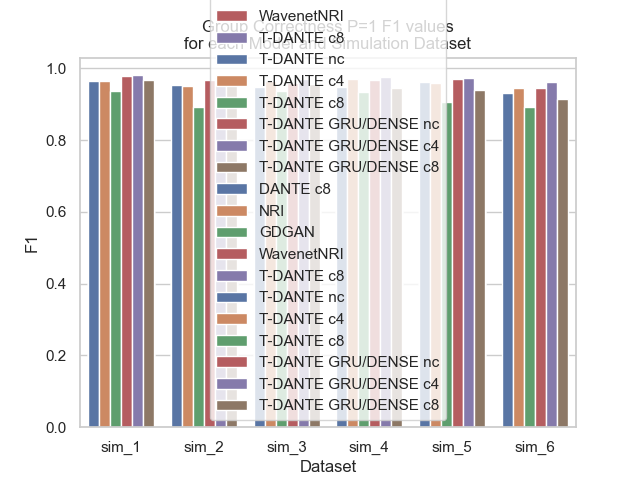 Group Correctness P=1 F1 values
for each Model and Simulation Dataset
F1
1.0
0.8
0.6
0.4
0.2
0.0
WavenetNRI
T-DANTE c8
T-DANTE nc
T-DANTE c4
T-DANTE c8
T-DANTE GRU/DENSE nc
T-DANTE GRU/DENSE c4
T-DANTE GRU/DENSE c8
DANTE c8
NRI
GDGAN
WavenetNRI
T-DANTE c8
T-DANTE nc
T-DANTE c4
T-DANTE c8
T-DANTE GRU/DENSE nc
T-DANTE GRU/DENSE c4
T-DANTE GRU/DENSE c8
sim_1 sim_2 sim_3 sim_4 sim_5 sim_6
Dataset